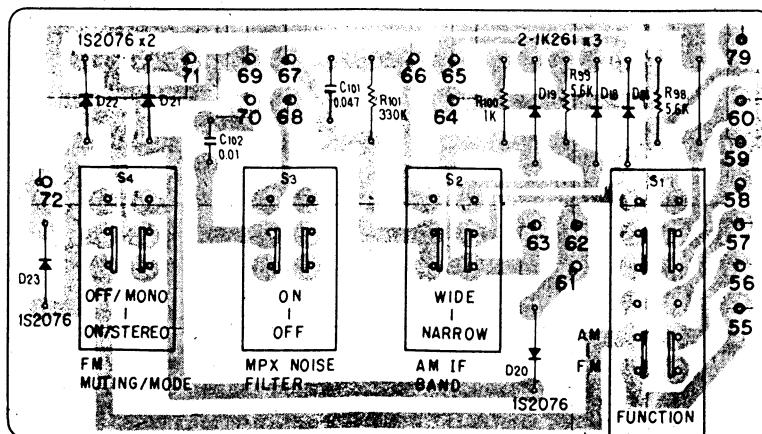 1S2076 x2
2-1K261 x3
71
69
67
66
65
79
D22
D21
C101
0.047
R101
330K
R100
1K
D19
R99
5.6K
D18
R98
5.6K
70
68
64
60
C102
0.01
59
S4
S3
S2
S1
72
58
63
62
57
D23
61
56
1S2076
OFF/MONO
ON/STEREO
ON
OFF
WIDE
NARROW
55
AM
FM
FM
MUTING/MODE
MPX NOISE
FILTER
AM IF
BAND
D20
1S2076
FUNCTION